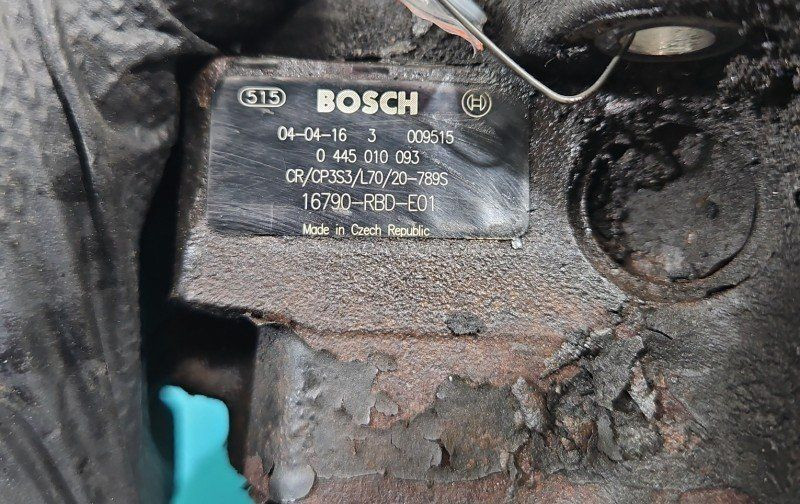 515 BOSCH
04-04-16 3 009515
0 445 010 093
CR/CP3S3/L70/20-789S
16790-RBD-E01
Made in Czech Republic